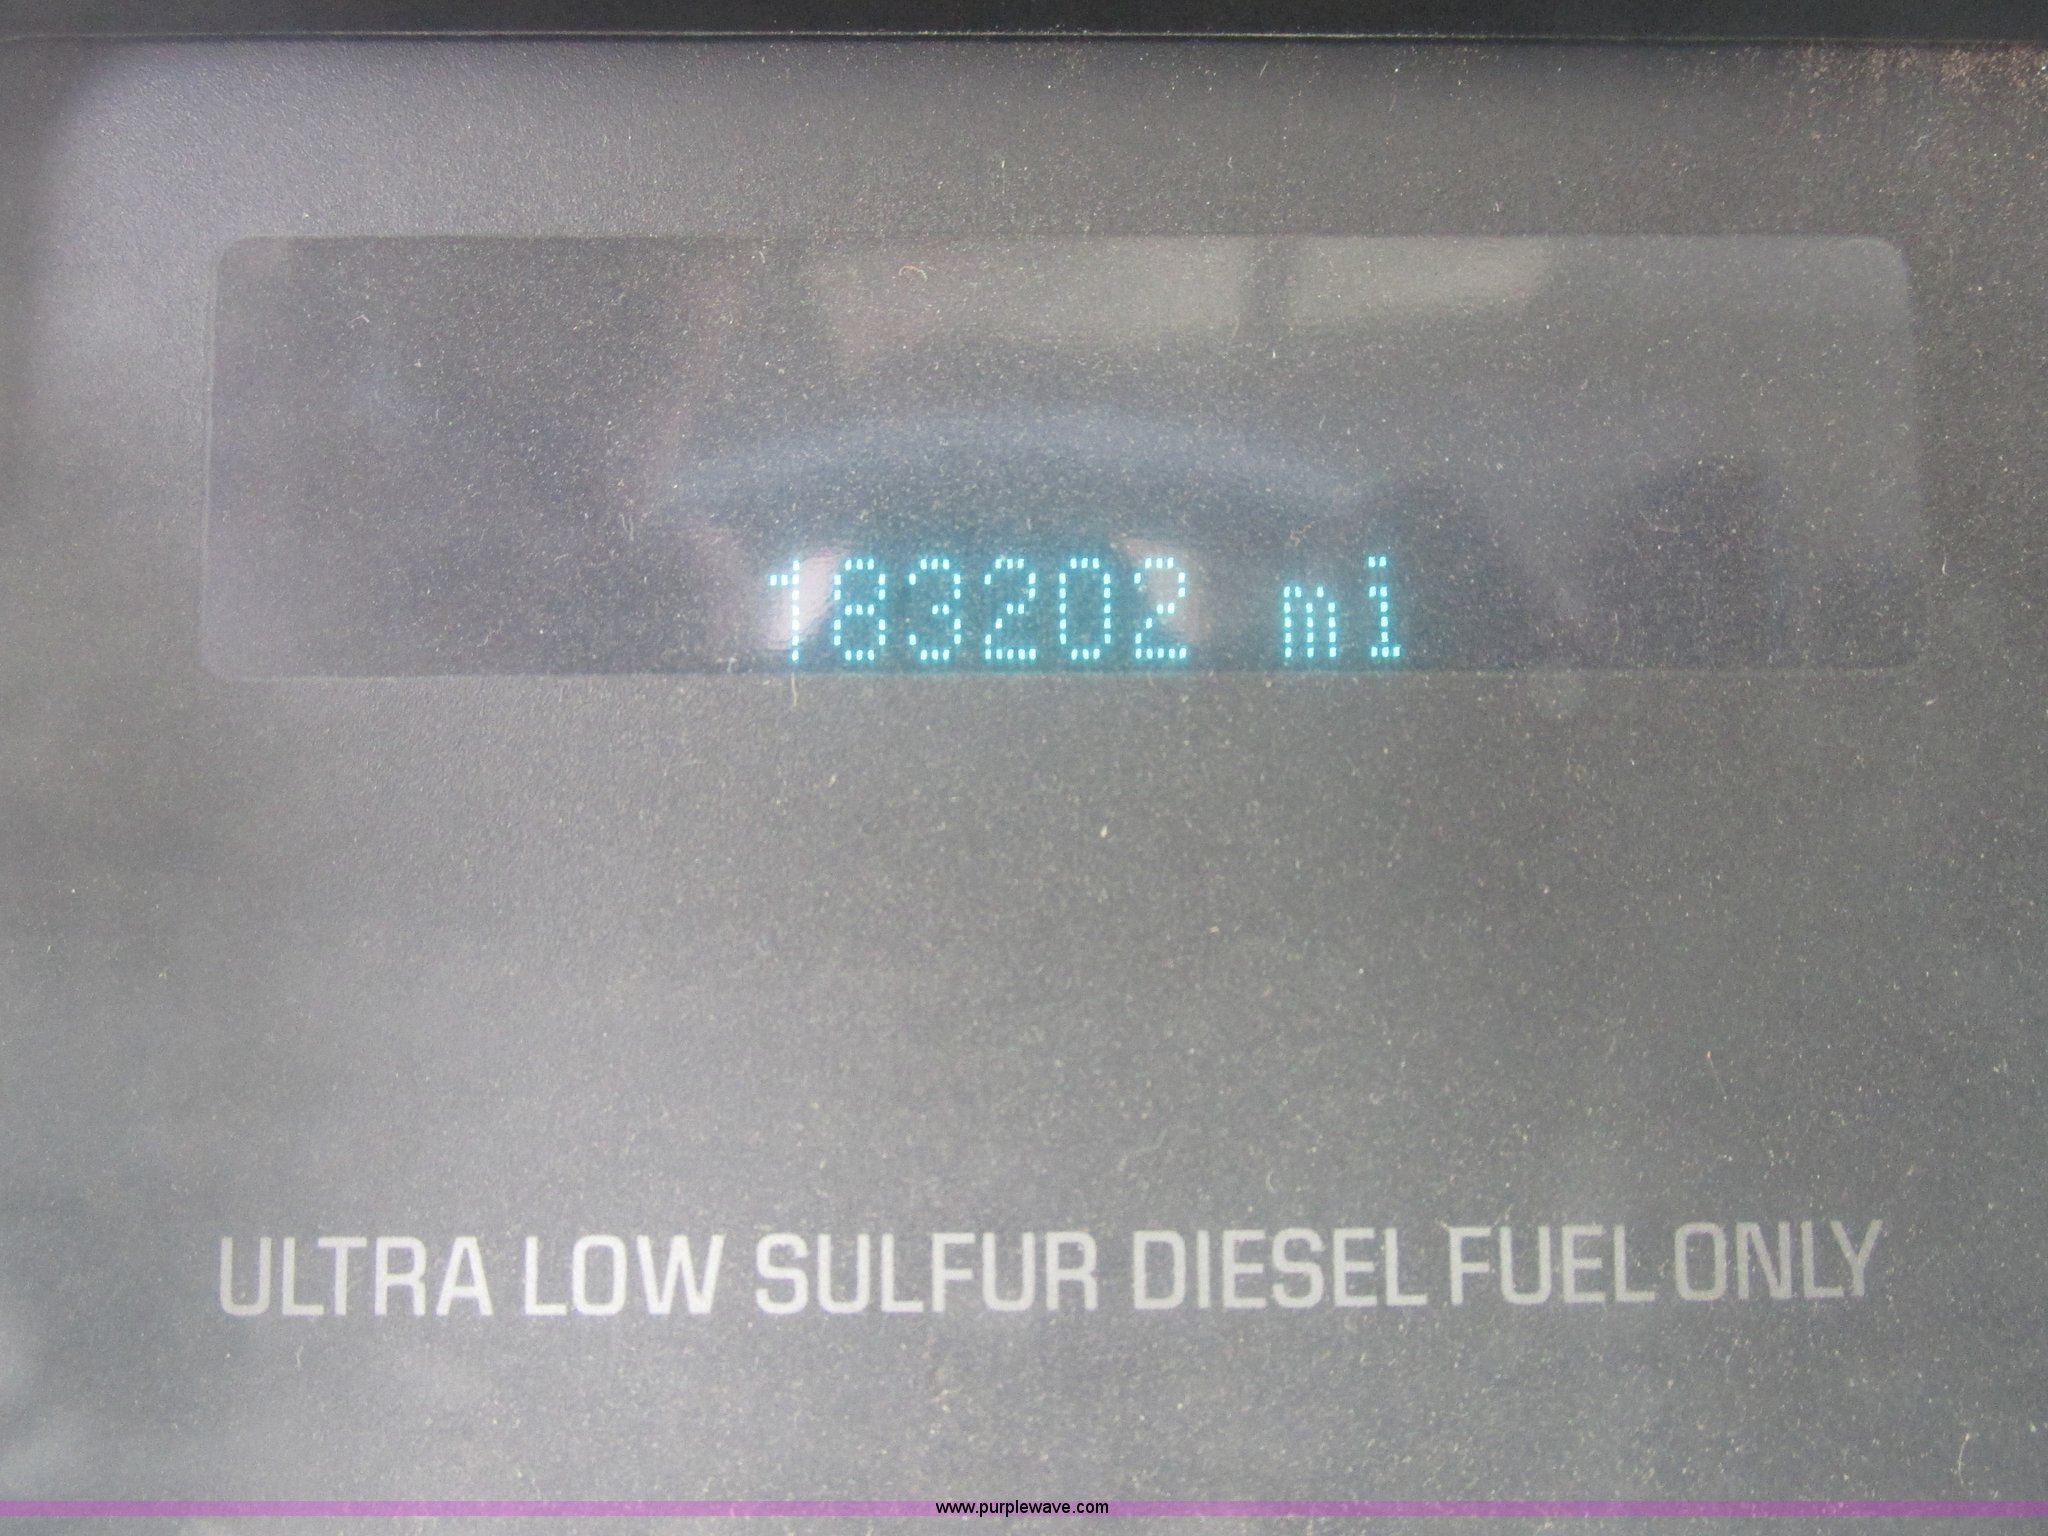 183202 mi
ULTRA LOW SULFUR DIESEL FUEL ONLY
www.purplewave.com